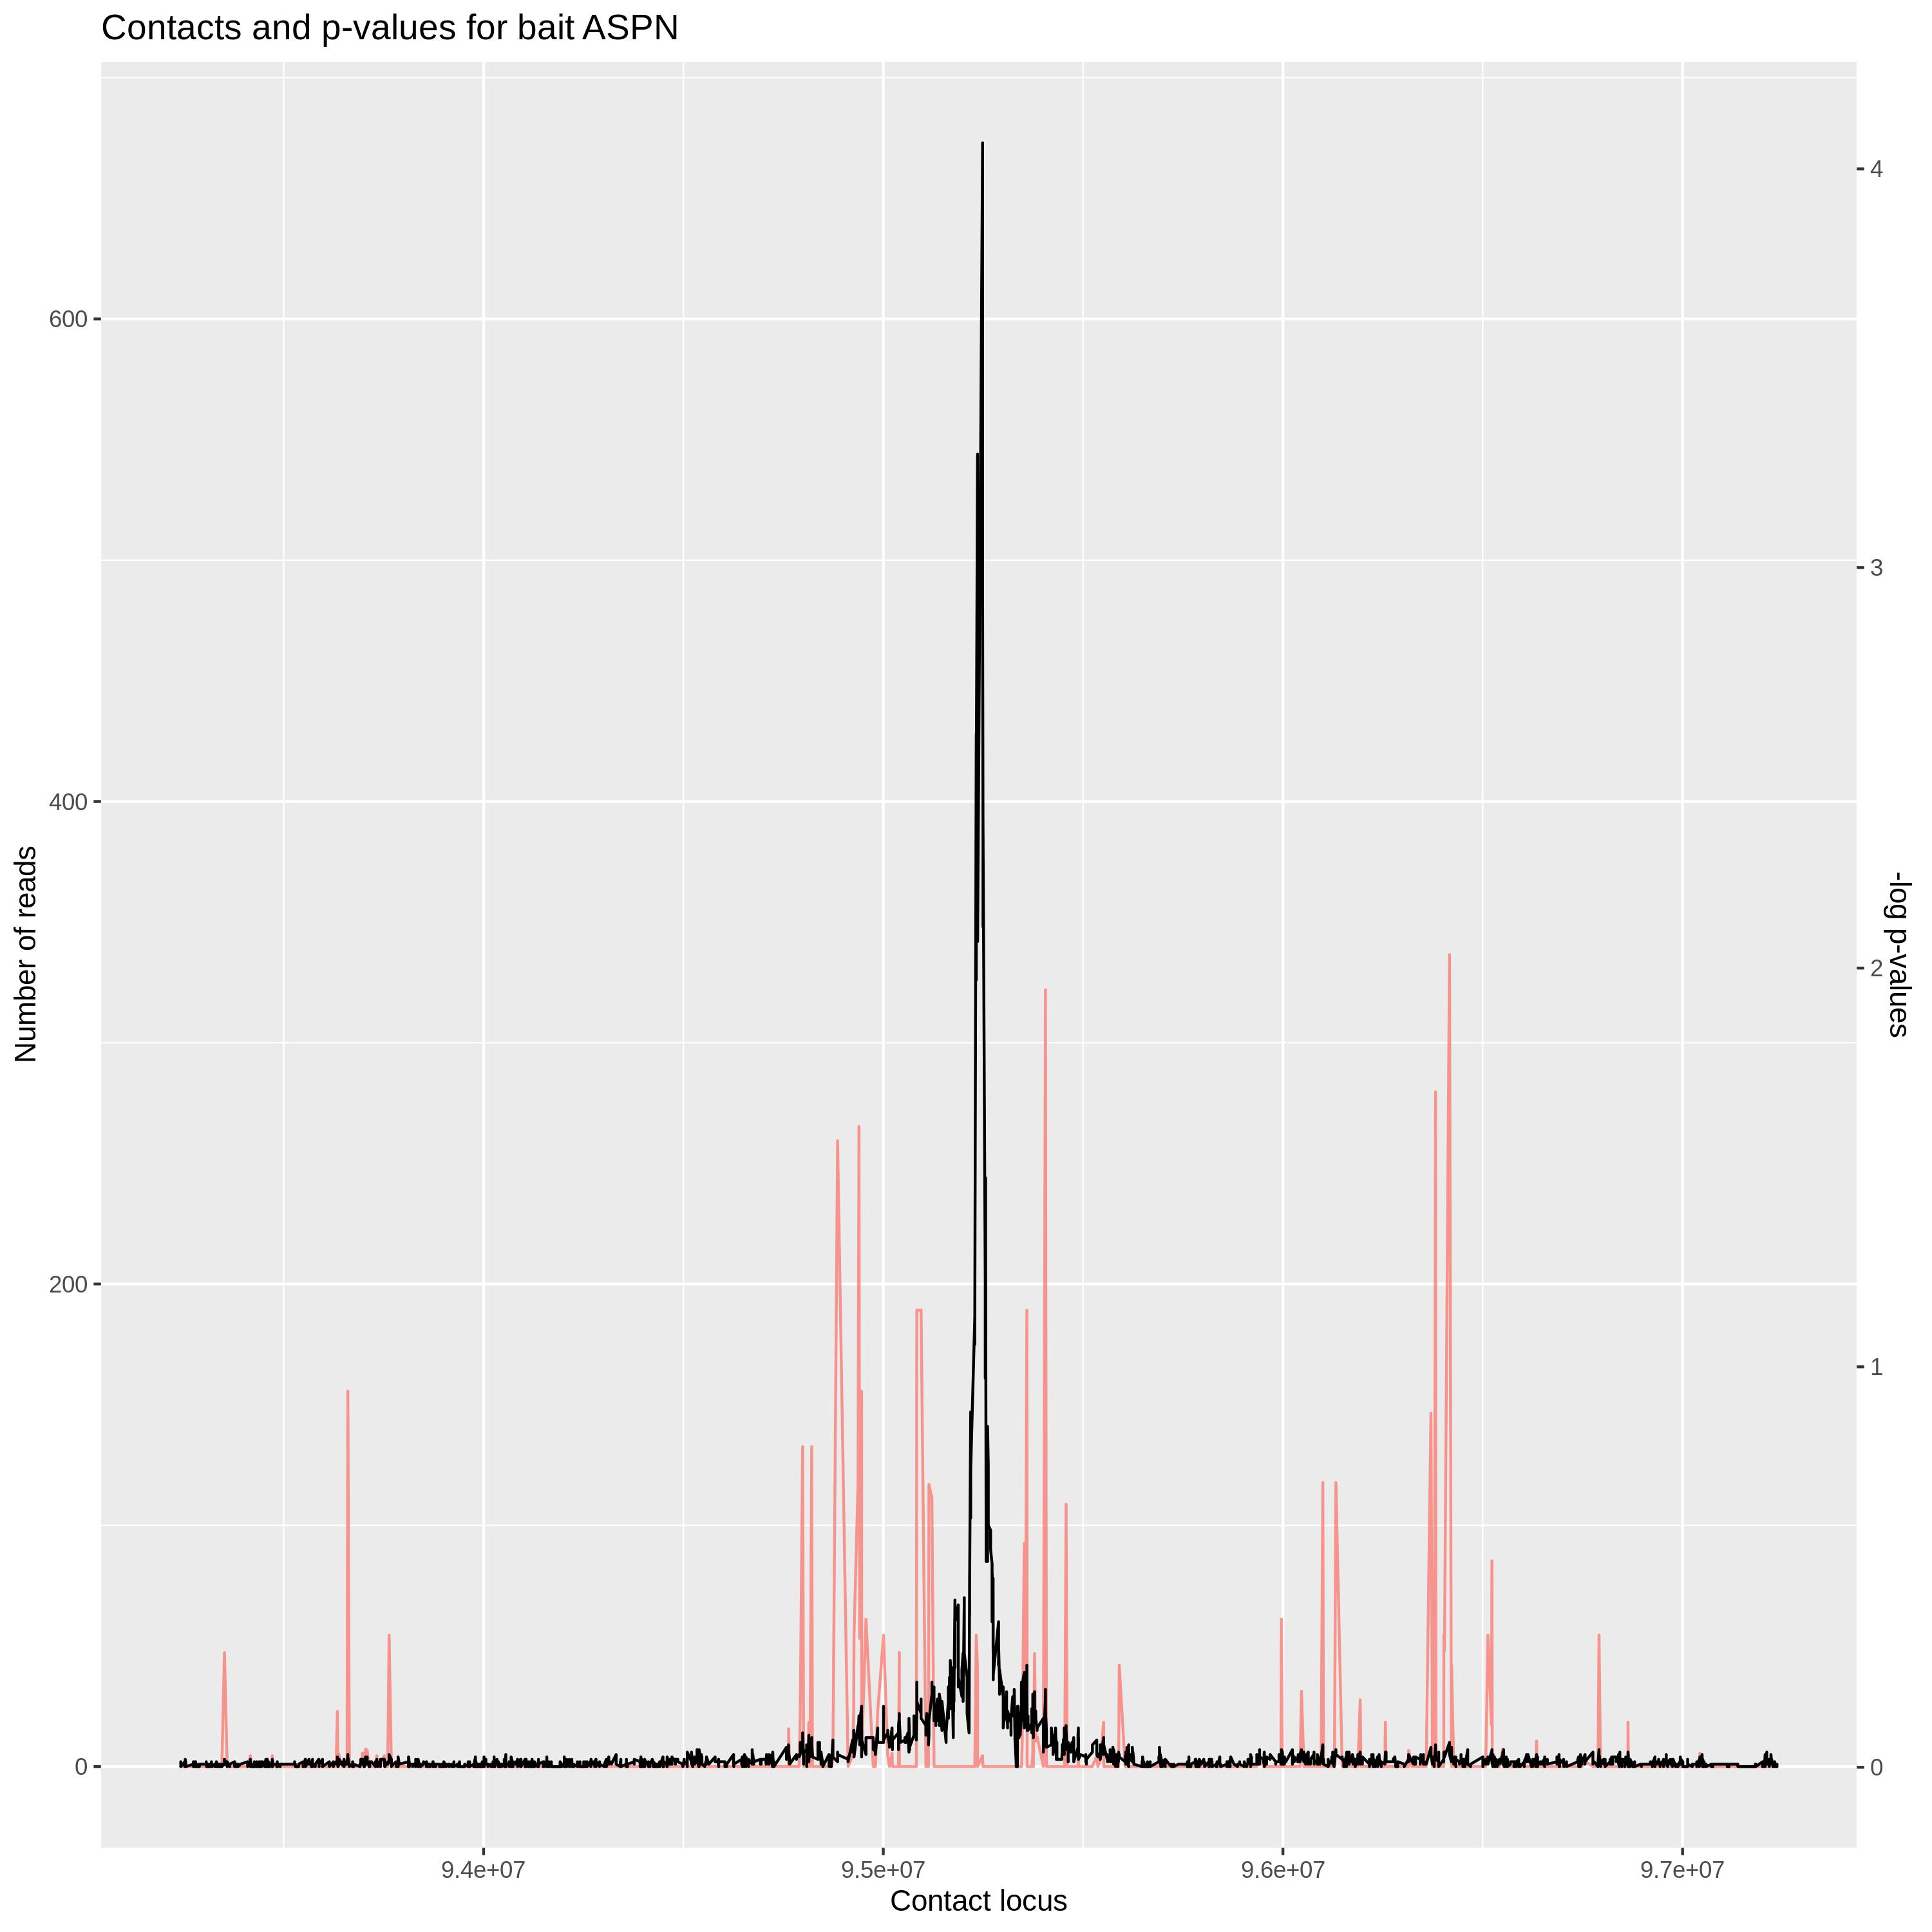 Contacts and p-values for bait ASPN
600
400
200
0
4
3
2
1
0
Number of reads
-log p-values
9.4e+07
9.5e+07
9.6e+07
9.7e+07
Contact locus